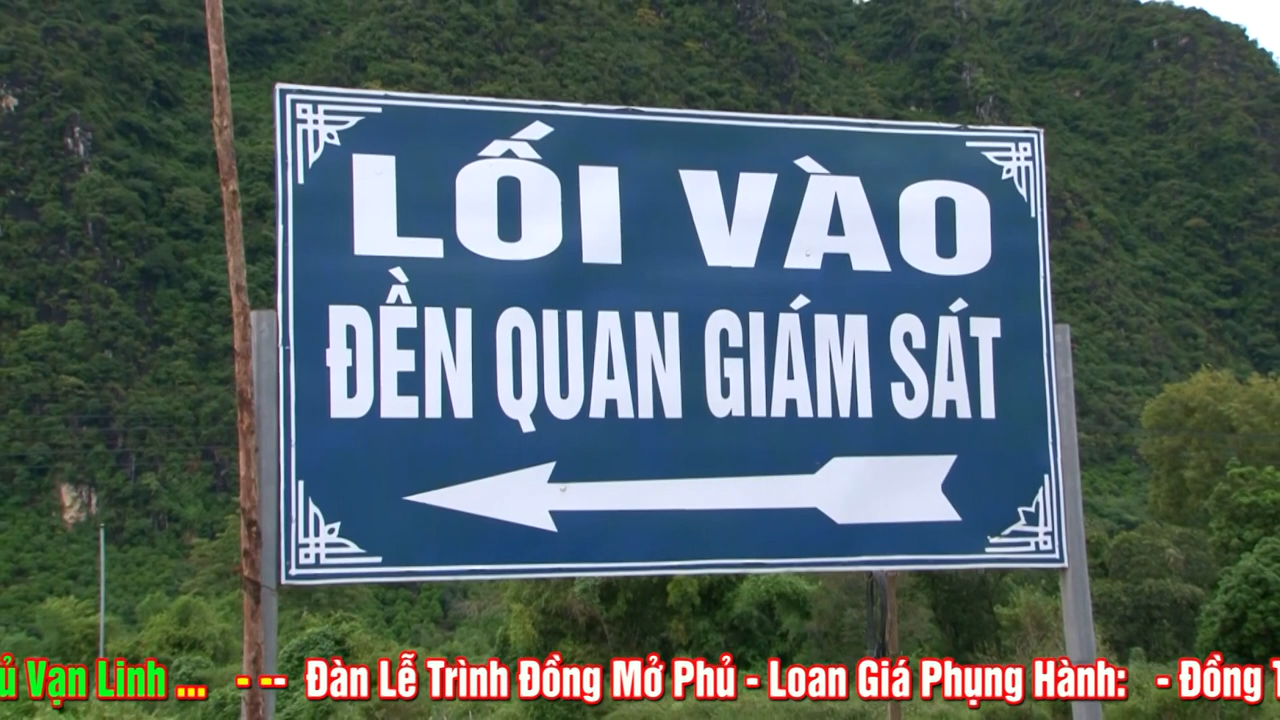 LỐI VÀO
ĐỀN QUAN GIÁM SÁT
Vạn Linh ... - -- Đàn Lễ Trình Đồng Mở Phủ - Loan Giá Phụng Hành: - Đồng